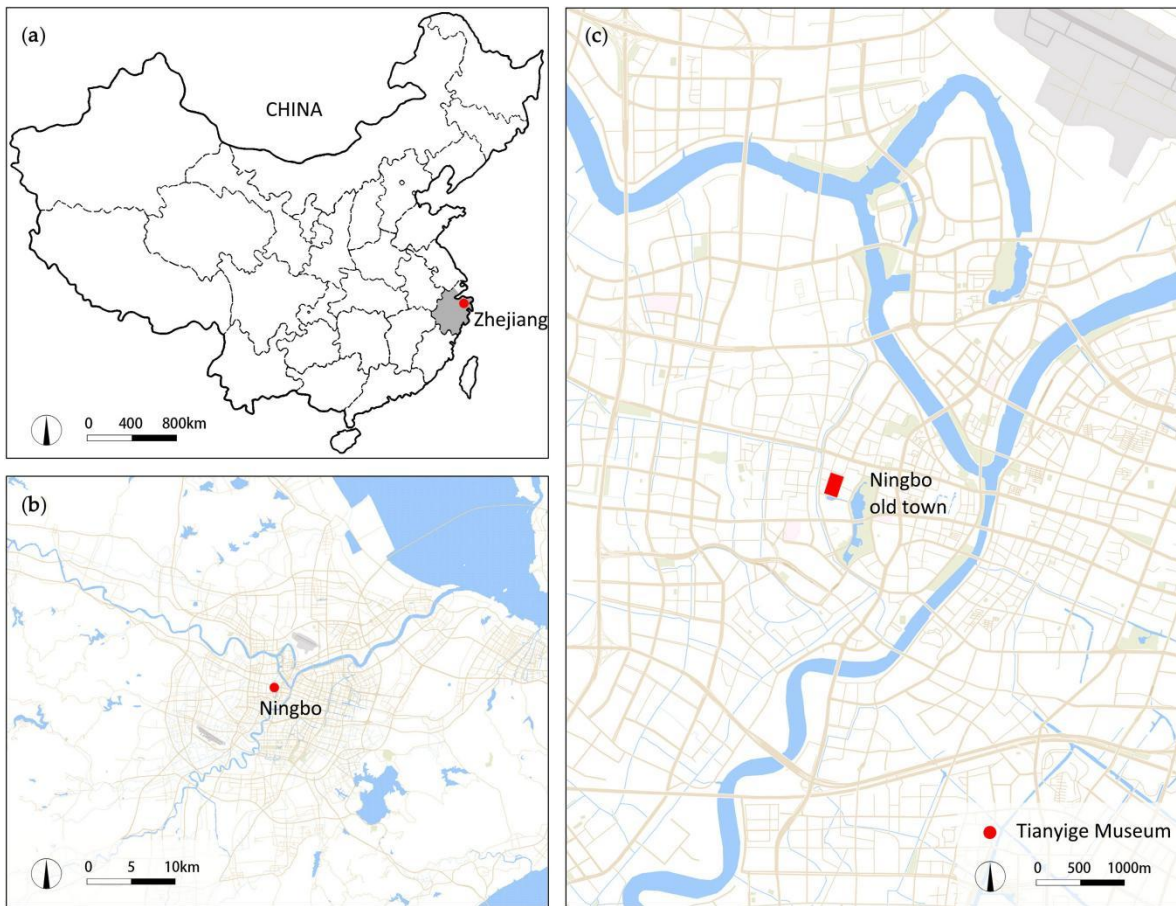 (a)
CHINA
Zhejiang
0 400 800km
(b)
Ningbo
0 5 10km
(c)
Ningbo
old town
Tianyige Museum
0 500 1000m